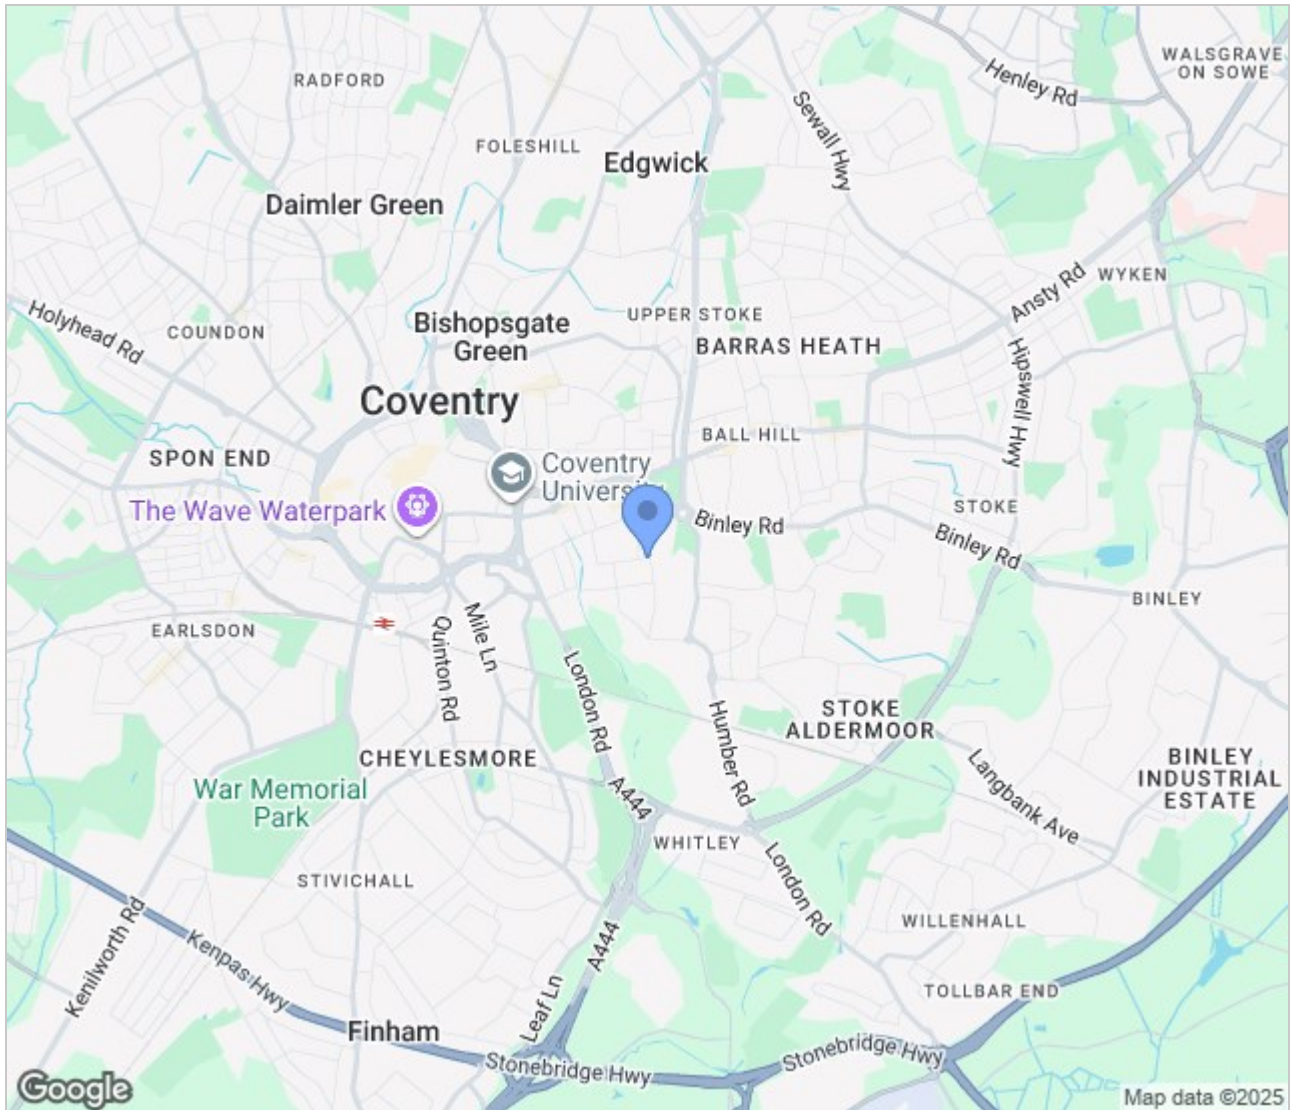 WALSGRAVE
ON SOWE
RADFORD
Henley Rd
Sewall Hwy
FOLESHILL
Edgwick
Daimler Green
WYKEN
Ansty Rd
Holyhead Rd
COUNDON
Bishopsgate
Green
UPPER STOKE
BARRAS HEATH
Hipswell Hwy
Coventry
BALL HILL
SPON END
Coventry
University
The Wave Waterpark
Binley Rd
STOKE
Binley Rd
BINLEY
EARLSDON
Mile Ln
Quinton Rd
London Rd
STOKE
ALDERMOOR
Humber Rd
CHEYLESMORE
Langbank Ave
BINLEY
INDUSTRIAL
ESTATE
War Memorial
Park
A444
WHITLEY
London Rd
STIVICHALL
Kenilworth Rd
WILLENHALL
Kenpas Hwy
A444
TOLLBAR END
Leaf Ln
Finham
Stonebridge Hwy
Stonebridge Hwy
Google
Map data ©2025